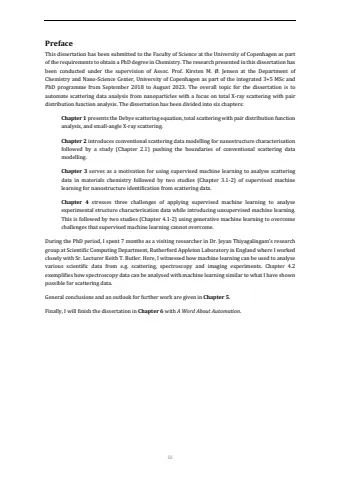 Preface
This dissertation has been submitted to the Faculty of Science at the University of Copenhagen as part
of the requirements to obtain a PhD degree in Chemistry. The research presented in this dissertation has
been conducted under the supervision of Assoc. Prof. Kirsten M. Ø. Jensen at the Department of
Chemistry and Nano-Science Center, University of Copenhagen as part of the integrated 3+5 MSc and
PhD programme from September 2018 to August 2023. The overall topic for the dissertation is to
automate scattering data analysis from nanoparticles with a focus on total X-ray scattering with pair
distribution function analysis. The dissertation has been divided into six chapters:
Chapter 1 presents the Debye scattering equation, total scattering with pair distribution function
analysis, and small-angle X-ray scattering.
Chapter 2 introduces conventional scattering data modelling for nanostructure characterisation
followed by a study (Chapter 2.1) pushing the boundaries of conventional scattering data
modelling.
Chapter 3 serves as a motivation for using supervised machine learning to analyse scattering
data in materials chemistry followed by two studies (Chapter 3.1-2) of supervised machine
learning for nanostructure identification from scattering data.
Chapter 4 stresses three challenges of applying supervised machine learning to analyse
experimental structure characterisation data while introducing unsupervised machine learning.
This is followed by two studies (Chapter 4.1-2) using generative machine learning to overcome
challenges that supervised machine learning cannot overcome.
During the PhD period, I spent 7 months as a visiting researcher in Dr. Jeyan Thiyagalingam's research
group at Scientific Computing Department, Rutherford Appleton Laboratory in England where I worked
closely with Sr. Lecturer Keith T. Butler. Here, I witnessed how machine learning can be used to analyse
various scientific data from e.g. scattering, spectroscopy and imaging experiments. Chapter 4.2
exemplifies how spectroscopy data can be analysed with machine learning similar to what I have shown
possible for scattering data.
General conclusions and an outlook for further work are given in Chapter 5.
Finally, I will finish the dissertation in Chapter 6 with A Word About Automation.